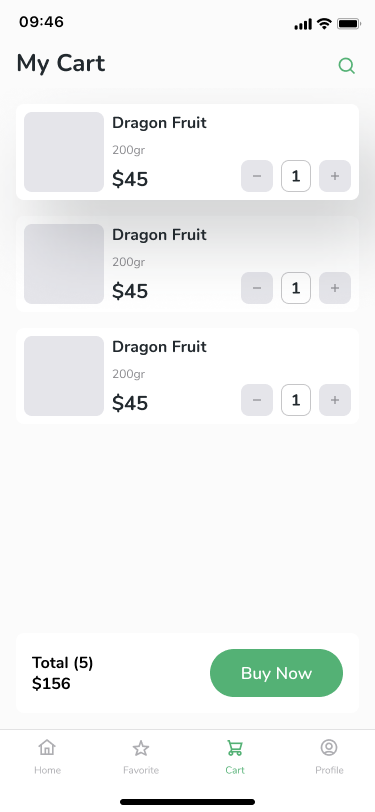 09:46
My Cart
Dragon Fruit
200gr
$45
− 1 +
Dragon Fruit
200gr
$45
− 1 +
Dragon Fruit
200gr
$45
− 1 +
Total (5)
$156
Buy Now
Home Favorite Cart Profile